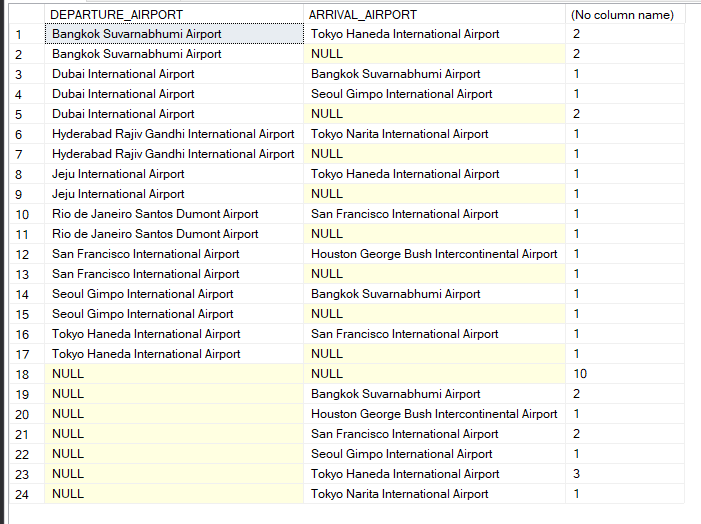 DEPARTURE_AIRPORT ARRIVAL_AIRPORT (No column name)
1 Bangkok Suvarnabhumi Airport Tokyo Haneda International Airport 2
2 Bangkok Suvarnabhumi Airport NULL 2
3 Dubai International Airport Bangkok Suvarnabhumi Airport 1
4 Dubai International Airport Seoul Gimpo International Airport 1
5 Dubai International Airport NULL 2
6 Hyderabad Rajiv Gandhi International Airport Tokyo Narita International Airport 1
7 Hyderabad Rajiv Gandhi International Airport NULL 1
8 Jeju International Airport Tokyo Haneda International Airport 1
9 Jeju International Airport NULL 1
10 Rio de Janeiro Santos Dumont Airport San Francisco International Airport 1
11 Rio de Janeiro Santos Dumont Airport NULL 1
12 San Francisco International Airport Houston George Bush Intercontinental Airport 1
13 San Francisco International Airport NULL 1
14 Seoul Gimpo International Airport Bangkok Suvarnabhumi Airport 1
15 Seoul Gimpo International Airport NULL 1
16 Tokyo Haneda International Airport San Francisco International Airport 1
17 Tokyo Haneda International Airport NULL 1
18 NULL NULL 10
19 NULL Bangkok Suvarnabhumi Airport 2
20 NULL Houston George Bush Intercontinental Airport 1
21 NULL San Francisco International Airport 2
22 NULL Seoul Gimpo International Airport 1
23 NULL Tokyo Haneda International Airport 3
24 NULL Tokyo Narita International Airport 1